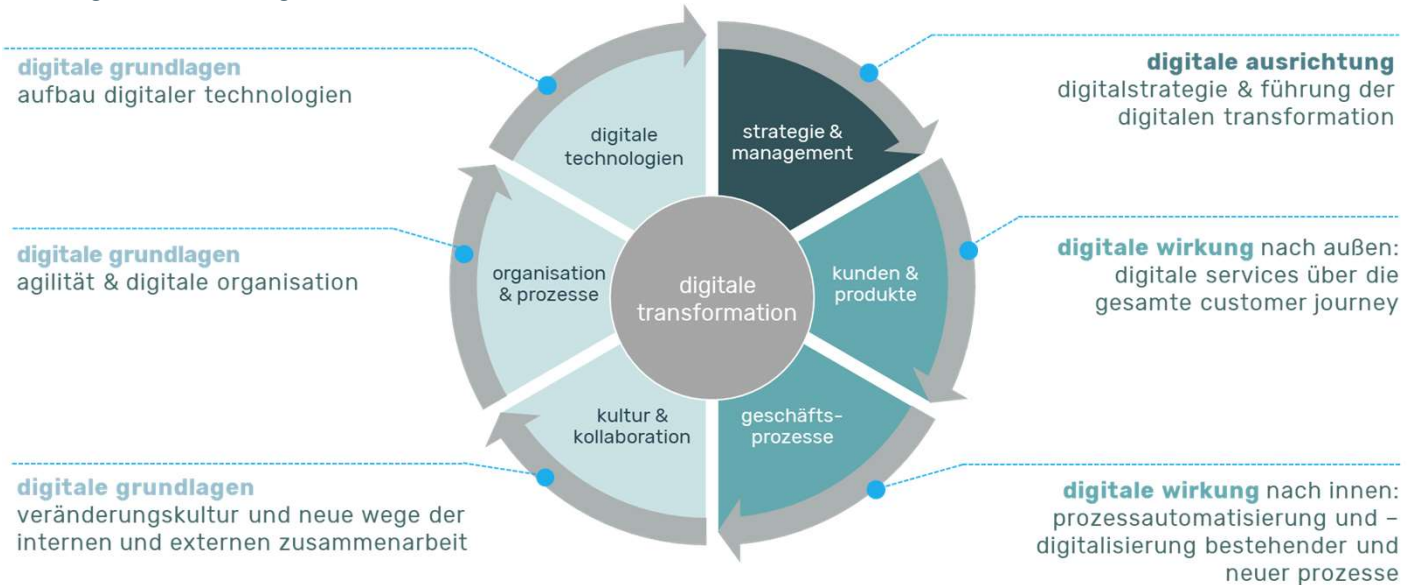 digitale grundlagen
aufbau digitaler technologien
digitale grundlagen
agilität & digitale organisation
digitale grundlagen
veränderungskultur und neue wege der
internen und externen zusammenarbeit
digitale
technologien
strategie &
management
organisation
& prozesse
digitale
transformation
kunden &
produkte
kultur &
kollaboration
geschäfts-
prozesse
digitale ausrichtung
digitalstrategie & führung der
digitalen transformation
digitale wirkung nach außen:
digitale services über die
gesamte customer journey
digitale wirkung nach innen:
prozessautomatisierung und –
digitalisierung bestehender und
neuer prozesse